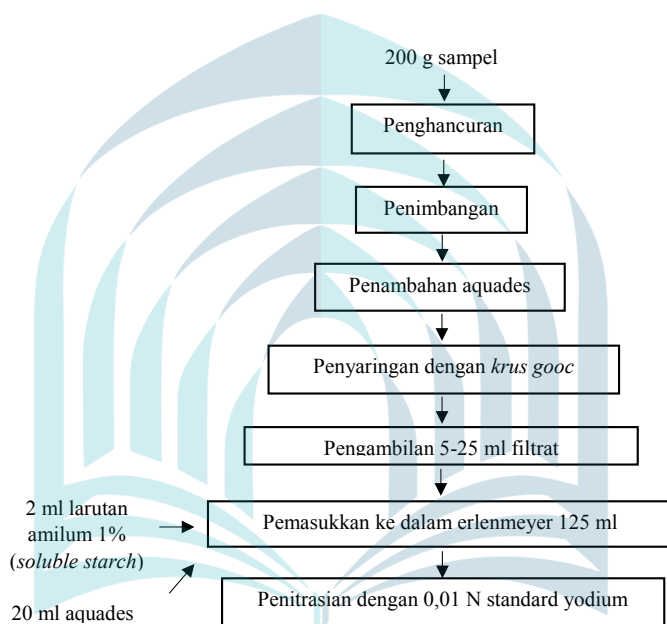 200 g sampel
Penghancuran
Penimbangan
Penambahan aquades
Penyaringan dengan krus gooc
Pengambilan 5-25 ml filtrat
2 ml larutan
amilum 1%
(soluble starch)
Pemasukkan ke dalam erlenmeyer 125 ml
20 ml aquades
Penitrasian dengan 0,01 N standard yodium